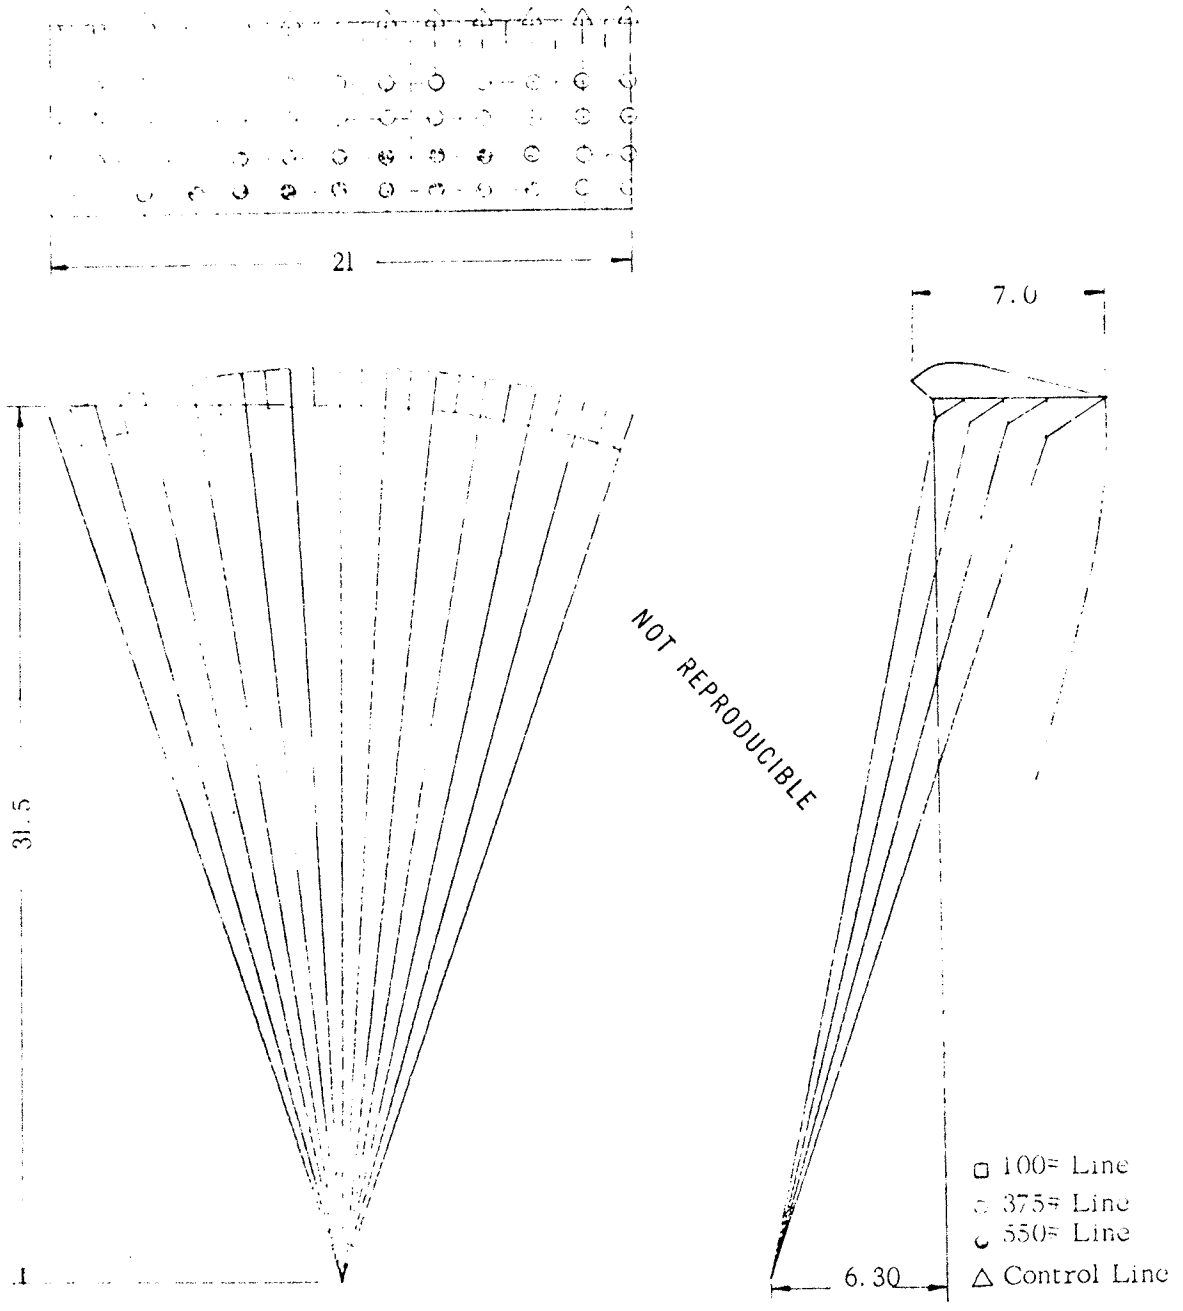 21
7.0
31.5
NOT REPRODUCIBLE
100= Line
375= Line
550= Line
Control Line
6.30